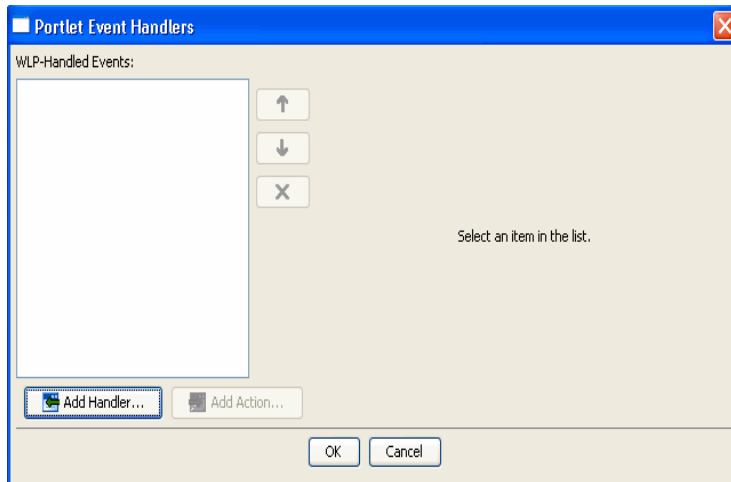 Portlet Event Handlers
WLP-Handled Events:
Select an item in the list.
Add Handler...
Add Action...
OK
Cancel